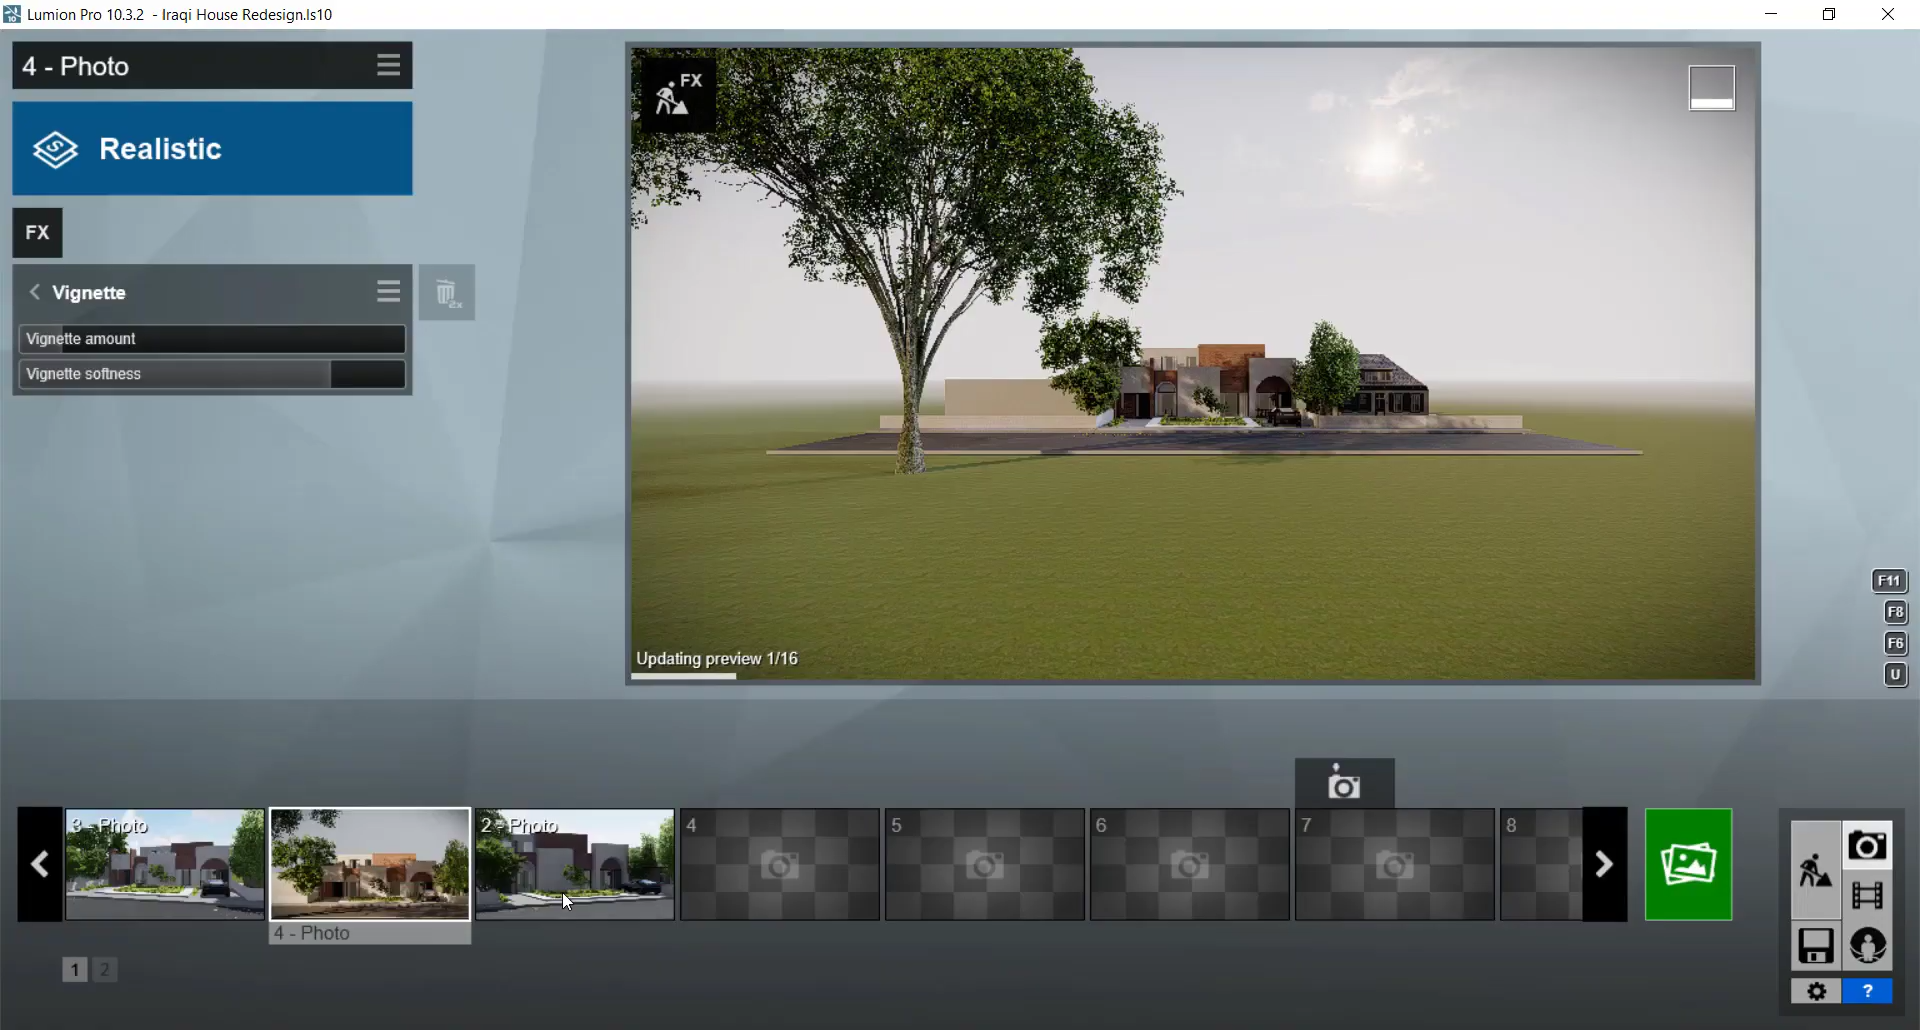 Lumion Pro 10.3.2 - Iraqi House Redesign.ls10
4 - Photo
Realistic
FX
Vignette
2x
Vignette amount
Vignette softness
FX
Updating preview 1/16
F11
F8
F6
U
3 - Photo
2 - Photo
4
5
6
7
8
4 - Photo
1
2
?